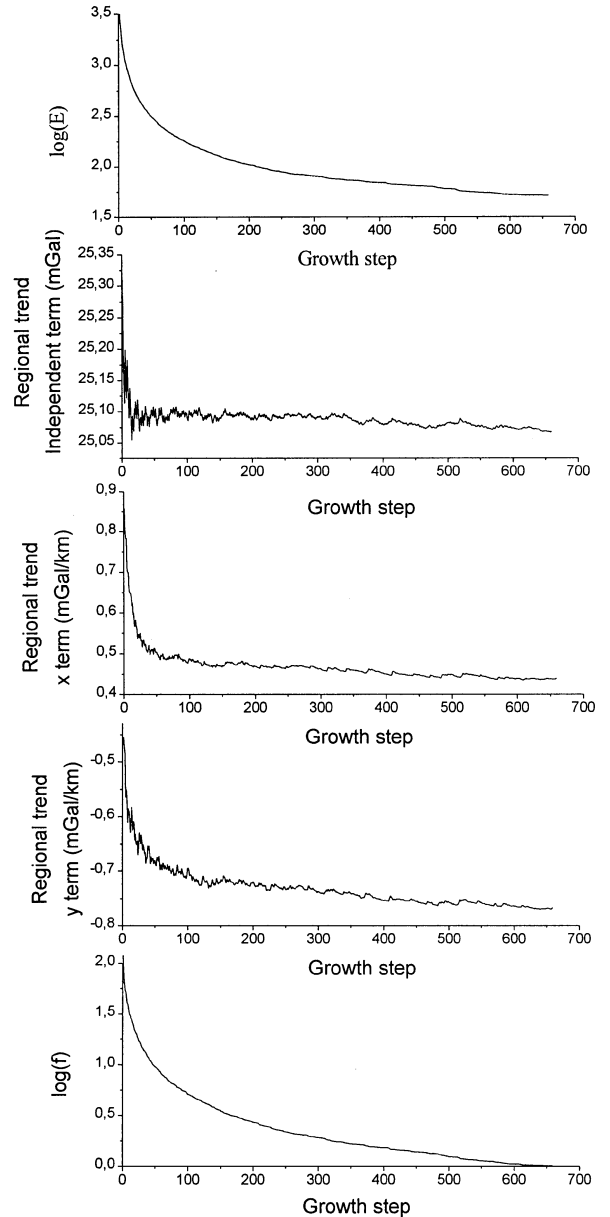 3,5
3,0
2,5
2,0
1,5
log(E)
0 100 200 300 400 500 600 700
Growth step
25,35
25,30
25,25
25,20
25,15
25,10
25,05
Regional trend
Independent term (mGal)
0 100 200 300 400 500 600 700
Growth step
0,9
0,8
0,7
0,6
0,5
0,4
Regional trend
x term (mGal/km)
0 100 200 300 400 500 600 700
Growth step
-0,5
-0,6
-0,7
-0,8
Regional trend
y term (mGal/km)
0 100 200 300 400 500 600 700
Growth step
2,0
1,5
1,0
0,5
0,0
log(f)
0 100 200 300 400 500 600 700
Growth step